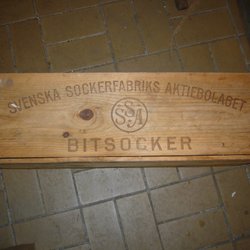 SVENSKA SOCKERFABRIKS AKTIEBOLAGET
SSA
BITSOCKER